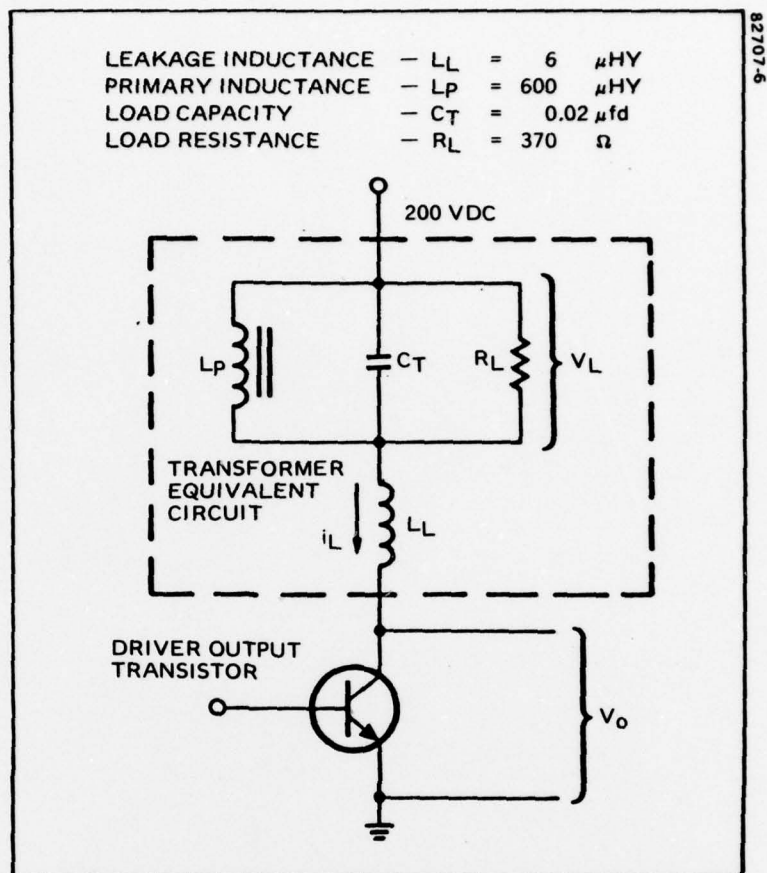 82707-6
LEAKAGE INDUCTANCE – LL = 6 μHY
PRIMARY INDUCTANCE – LP = 600 μHY
LOAD CAPACITY – CT = 0.02 μfd
LOAD RESISTANCE – RL = 370 Ω
200 VDC
LP
CT
RL
VL
TRANSFORMER
EQUIVALENT
CIRCUIT
iL
LL
DRIVER OUTPUT
TRANSISTOR
Vo